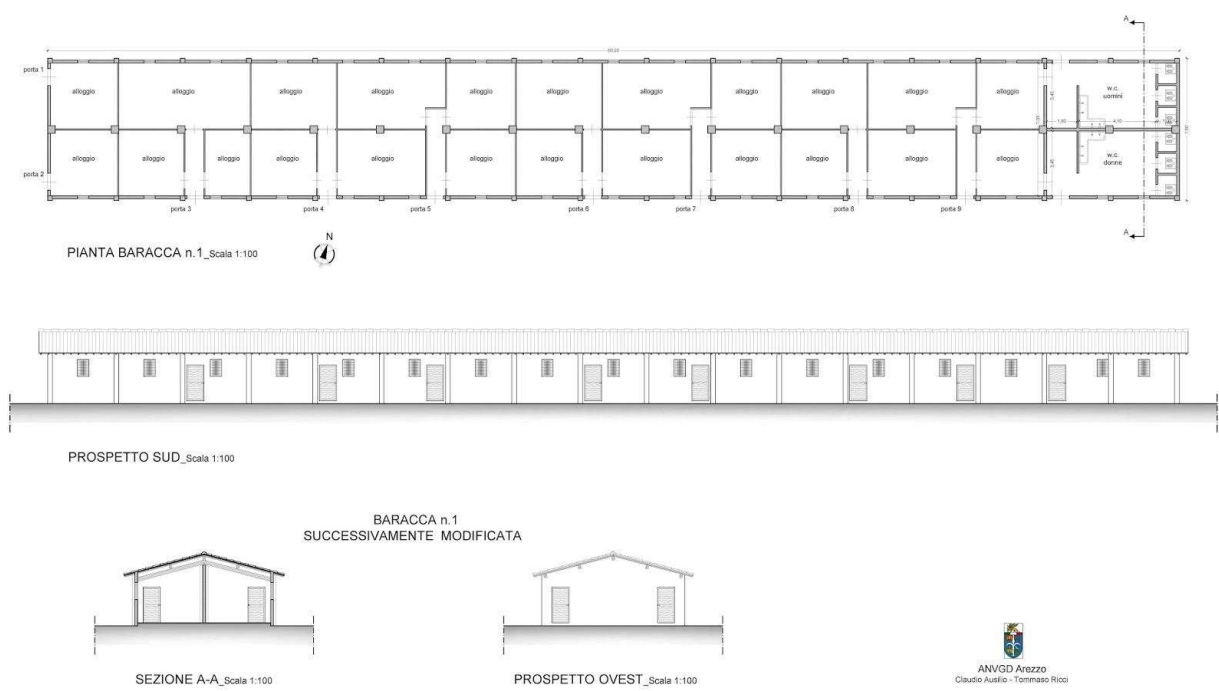 A
60,20
porta 1
alloggio alloggio alloggio alloggio alloggio alloggio alloggio alloggio alloggio alloggio
w.c.
uomini
alloggio alloggio alloggio alloggio alloggio alloggio alloggio alloggio alloggio alloggio alloggio
w.c.
donne
porta 2
porta 3 porta 4 porta 5 porta 6 porta 7 porta 8 porta 9
A
PIANTA BARACCA n.1_Scala 1:100
N
PROSPETTO SUD_Scala 1:100
BARACCA n.1
SUCCESSIVAMENTE MODIFICATA
SEZIONE A-A_Scala 1:100
PROSPETTO OVEST_Scala 1:100
ANVGD Arezzo
Claudio Ausilio - Tommaso Ricci